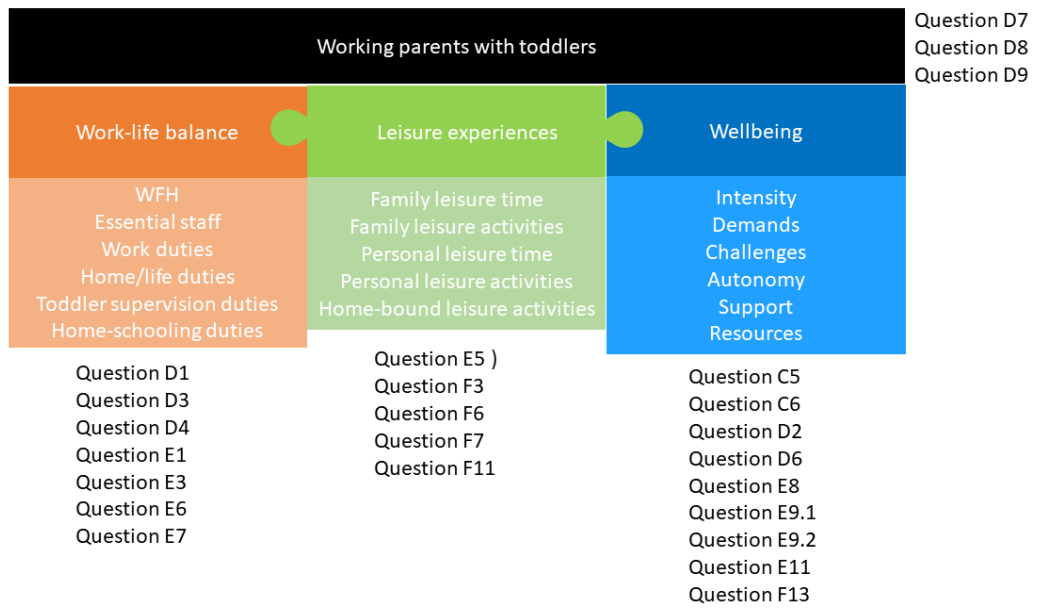 Working parents with toddlers
Question D7
Question D8
Question D9
Work-life balance
WFH
Essential staff
Work duties
Home/life duties
Toddler supervision duties
Home-schooling duties
Question D1
Question D3
Question D4
Question E1
Question E3
Question E6
Question E7
Leisure experiences
Family leisure time
Family leisure activities
Personal leisure time
Personal leisure activities
Home-bound leisure activities
Question E5 )
Question F3
Question F6
Question F7
Question F11
Wellbeing
Intensity
Demands
Challenges
Autonomy
Support
Resources
Question C5
Question C6
Question D2
Question D6
Question E8
Question E9.1
Question E9.2
Question E11
Question F13